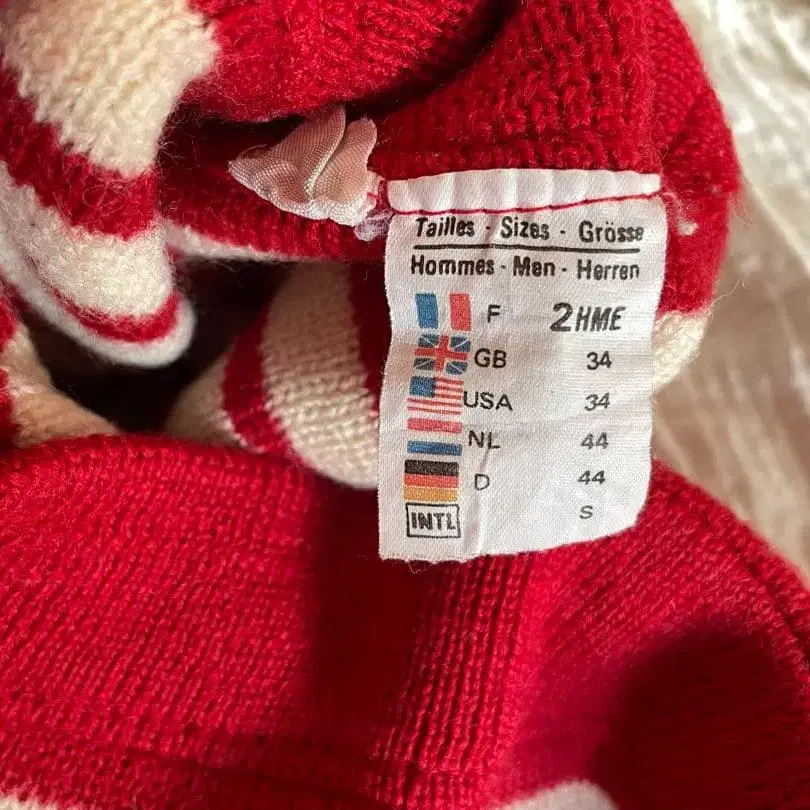 Tailles - Sizes - Grösse
Hommes - Men - Herren
F 2HME
GB 34
USA 34
NL 44
D 44
INTL S